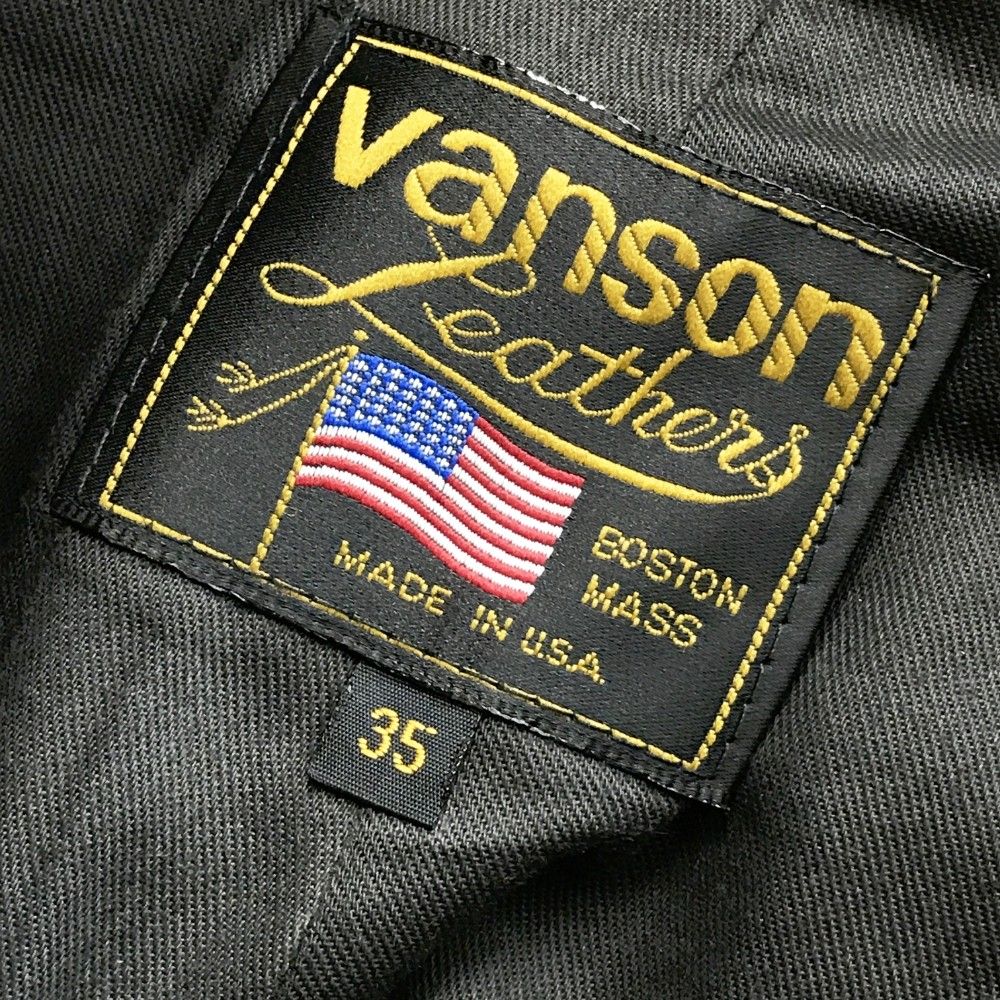 vanson
Leathers
BOSTON
MASS
MADE IN U.S.A.
35